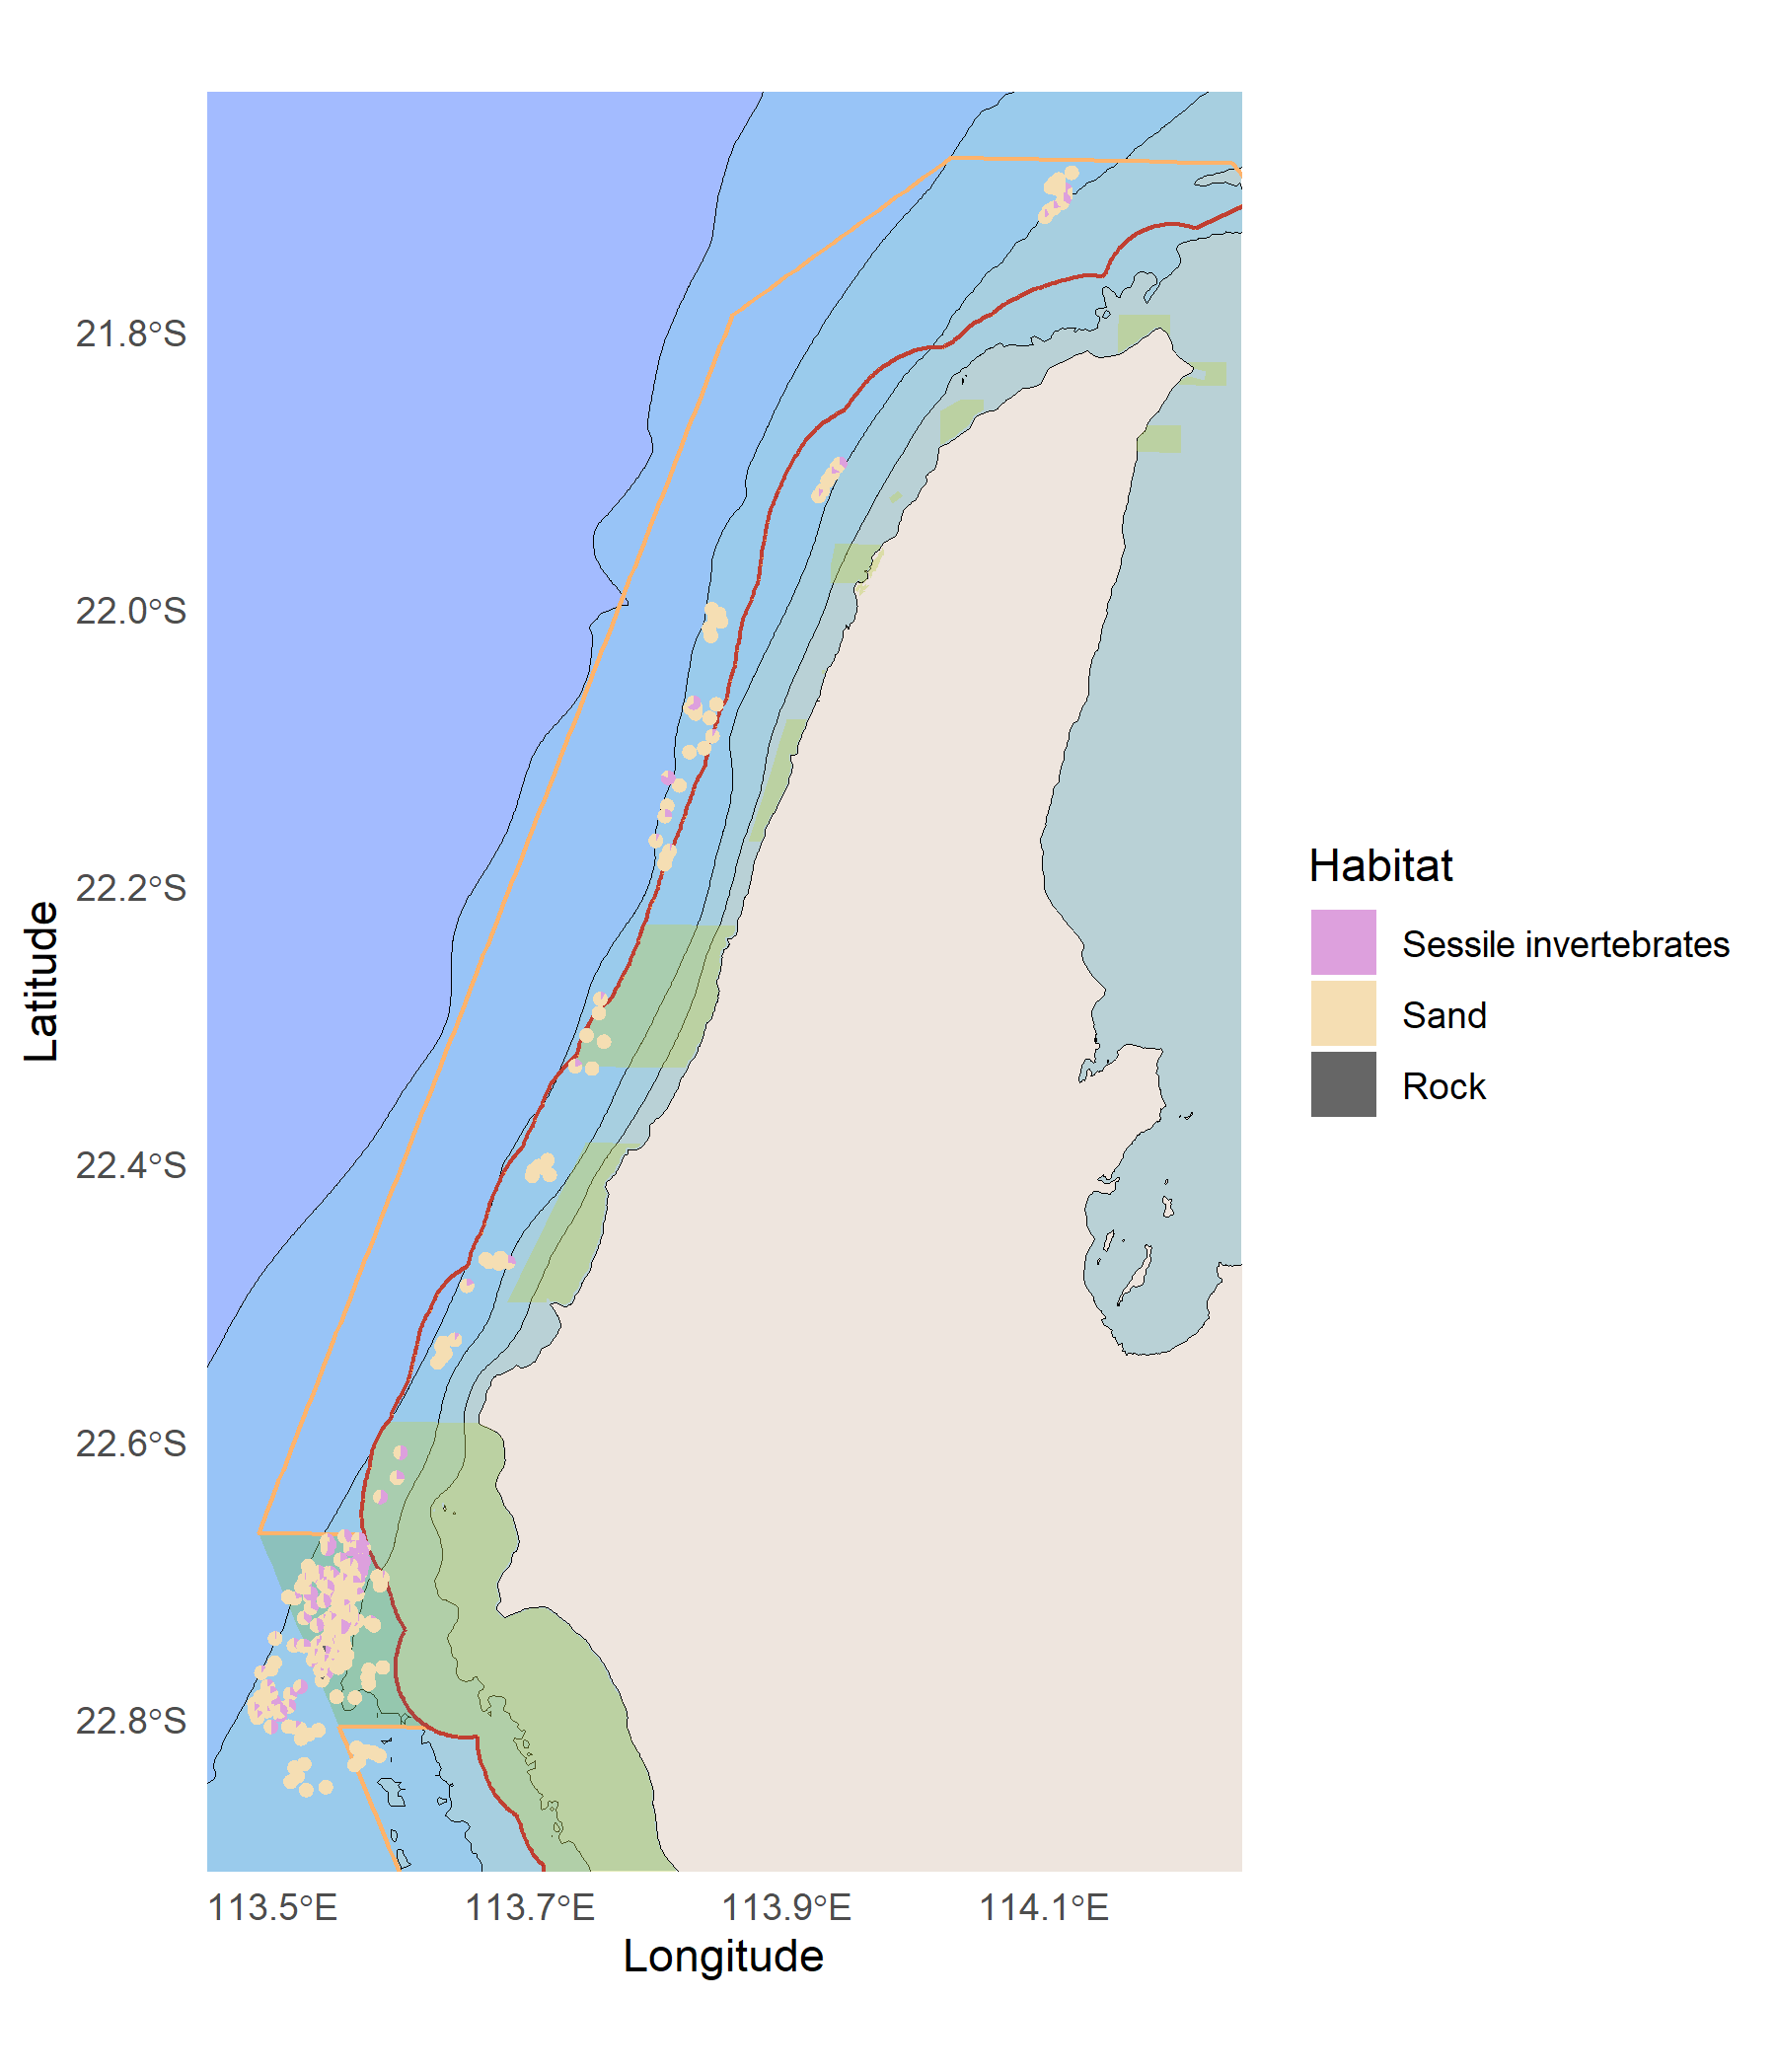 21.8°S
22.0°S
22.2°S
22.4°S
22.6°S
22.8°S
Latitude
113.5°E
113.7°E
113.9°E
114.1°E
Longitude
Habitat
Sessile invertebrates
Sand
Rock